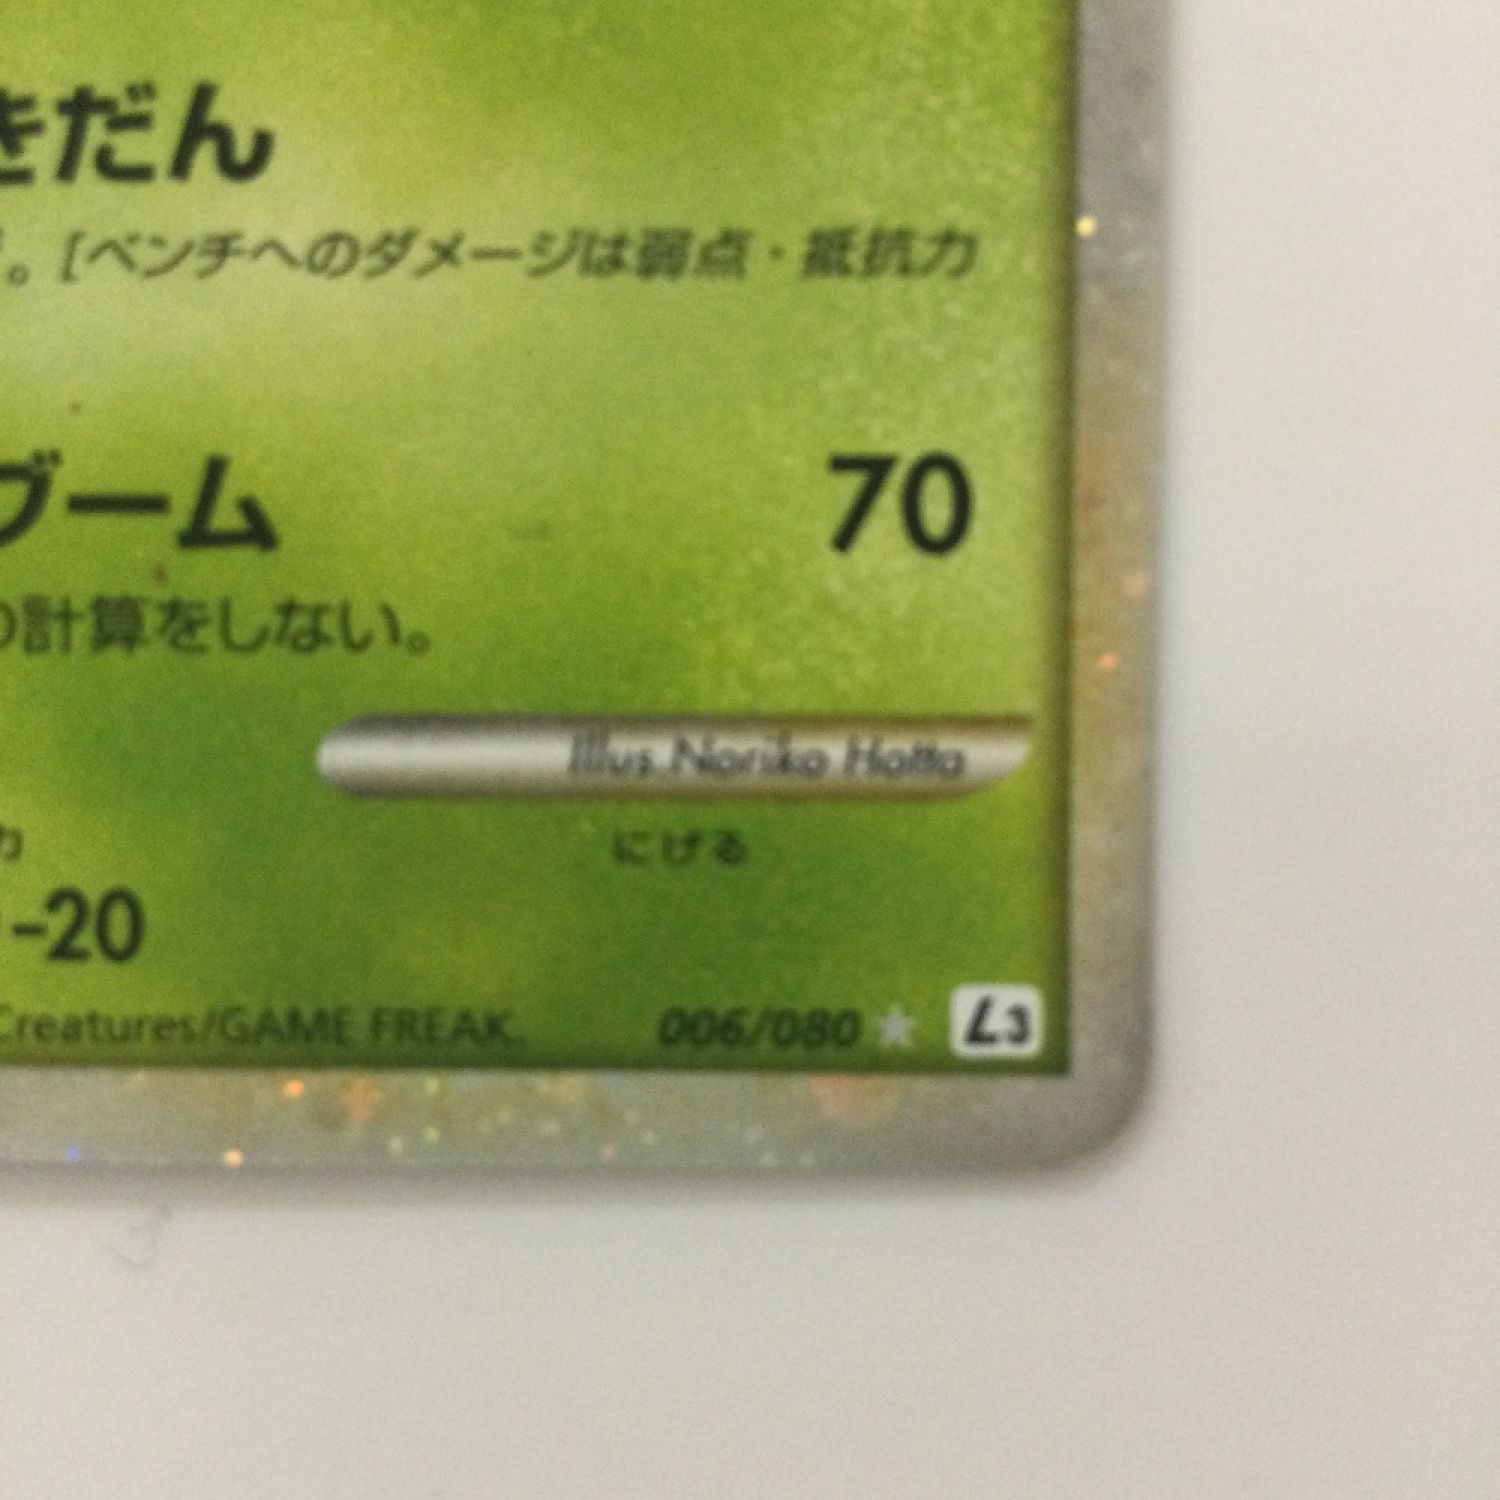 きだん
。[ベンチへのダメージは弱点・抵抗力
ブーム 70
の計算をしない。
Illus. Noriko Hotta
力 にげる
-20
Creatures/GAME FREAK. 006/080 ★ L3